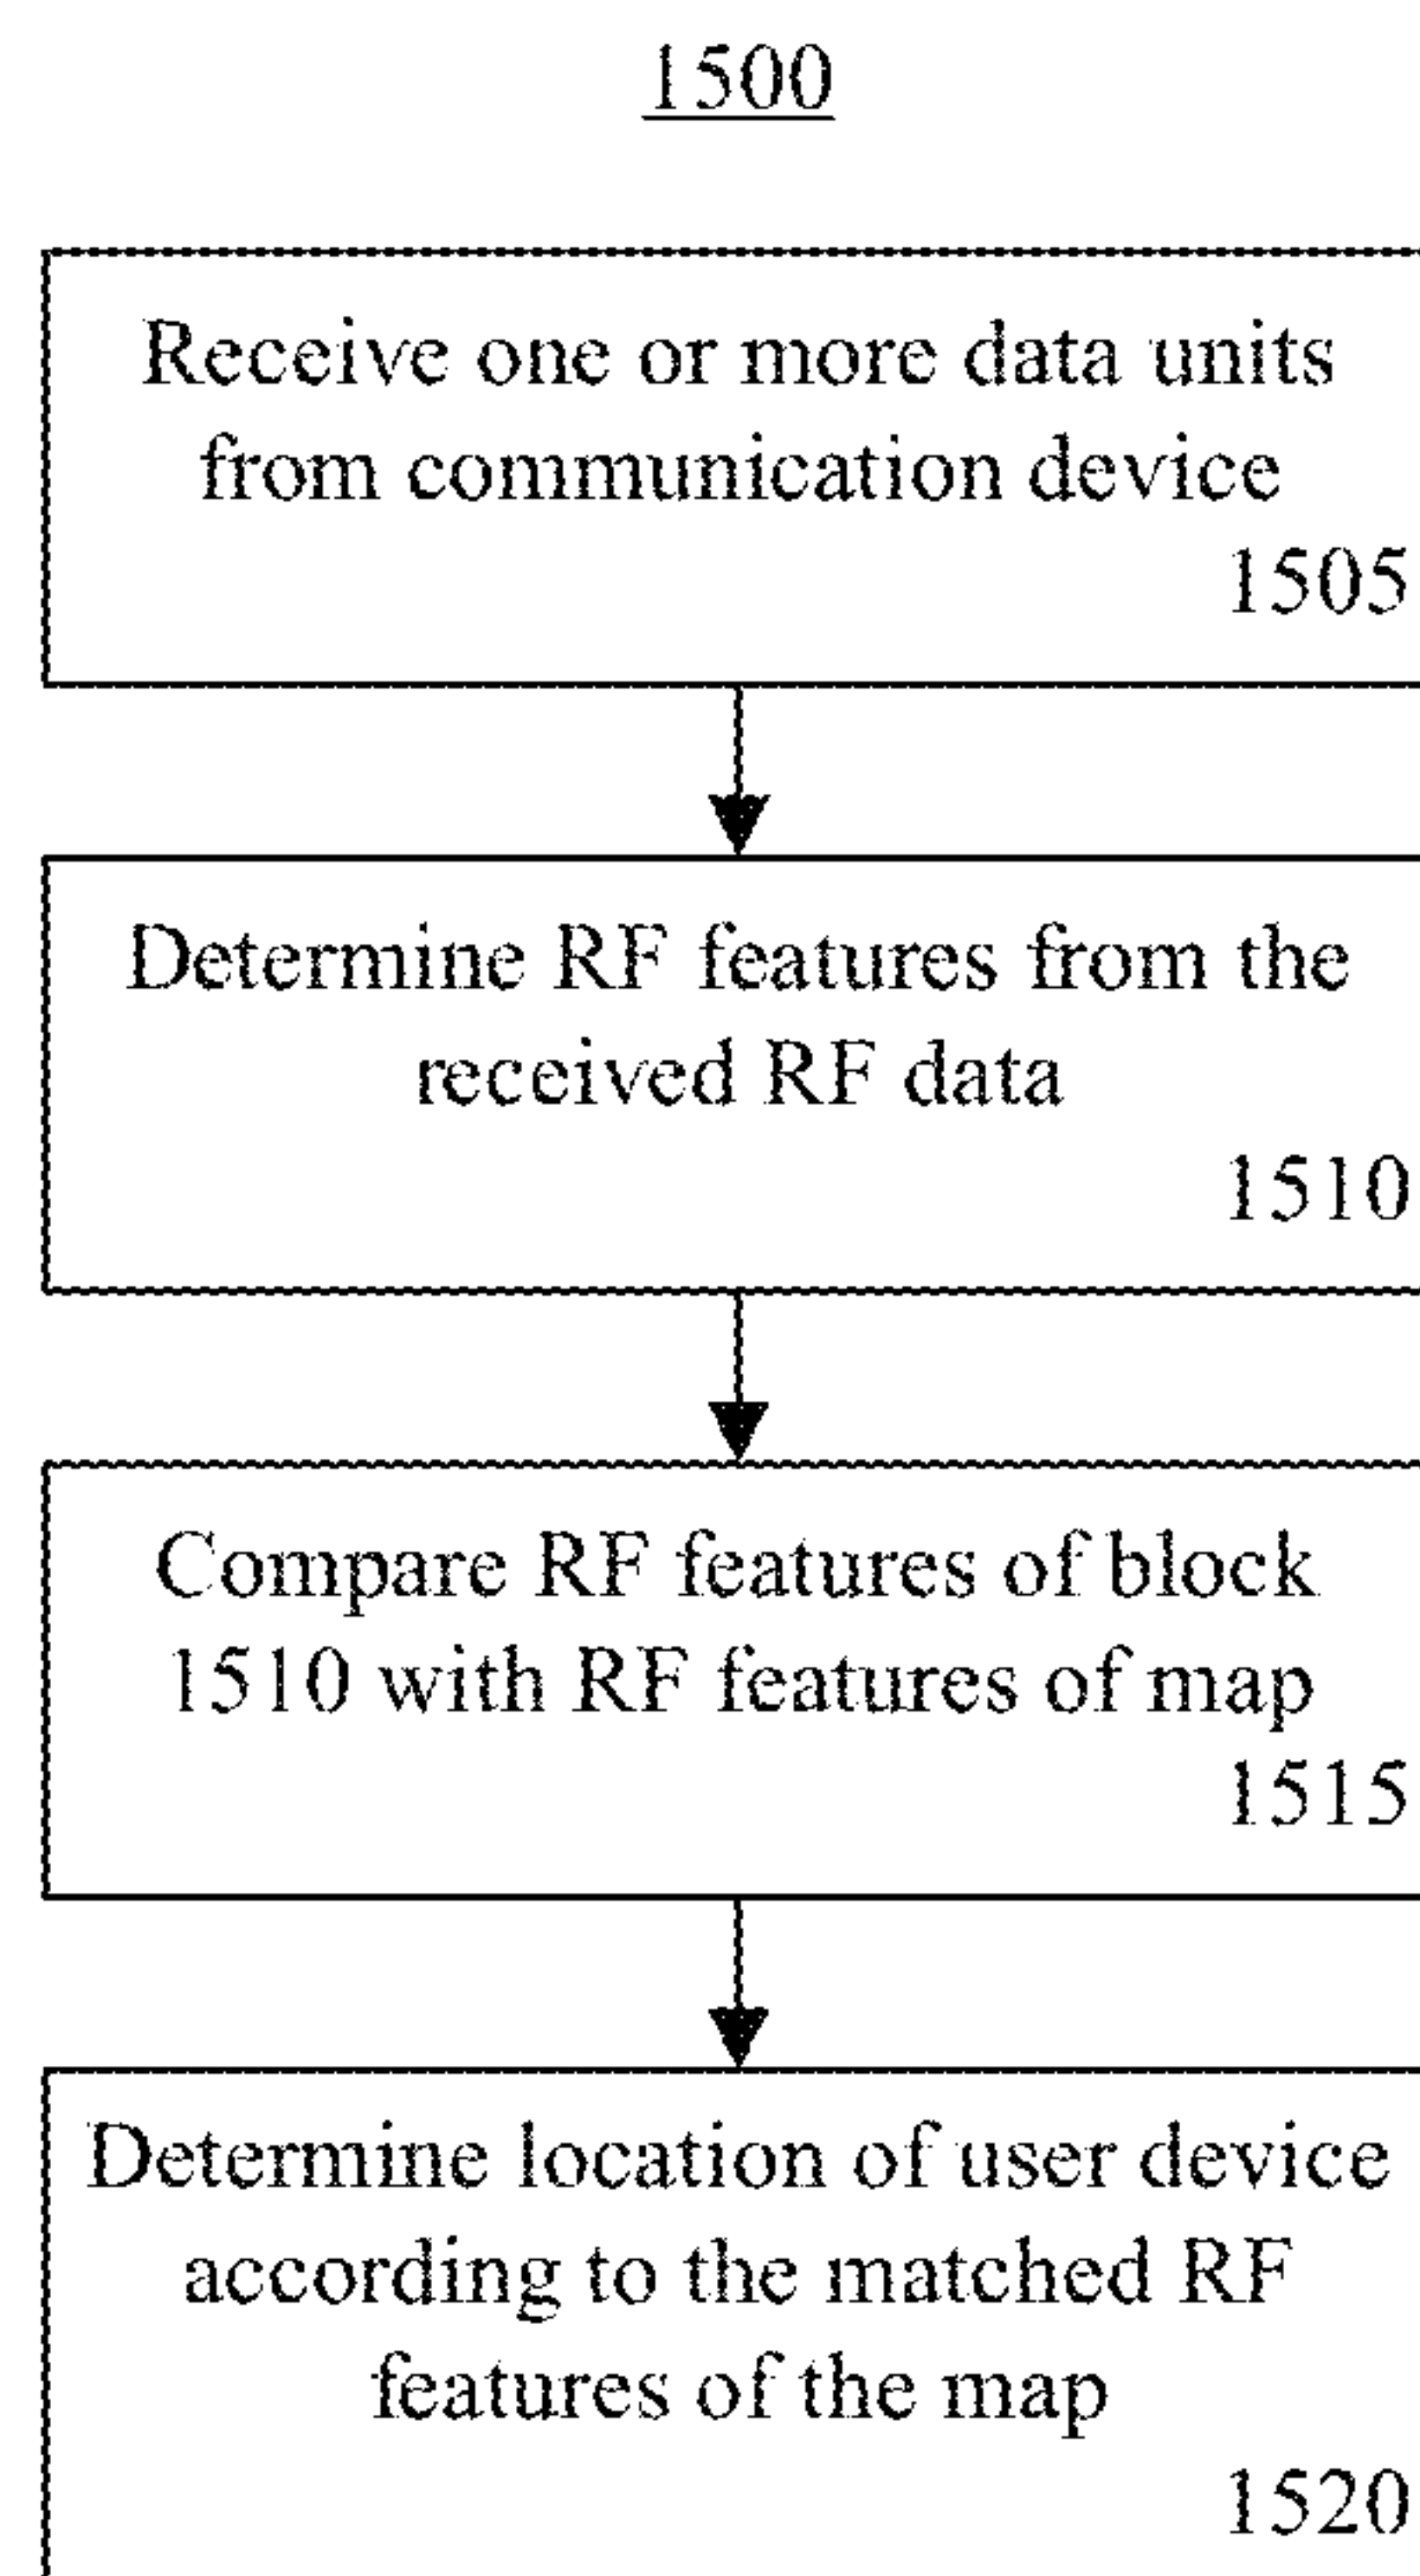 1500
Receive one or more data units
from communication device
1505
Determine RF features from the
received RF data
1510
Compare RF features of block
1510 with RF features of map
1515
Determine location of user device
according to the matched RF
features of the map
1520